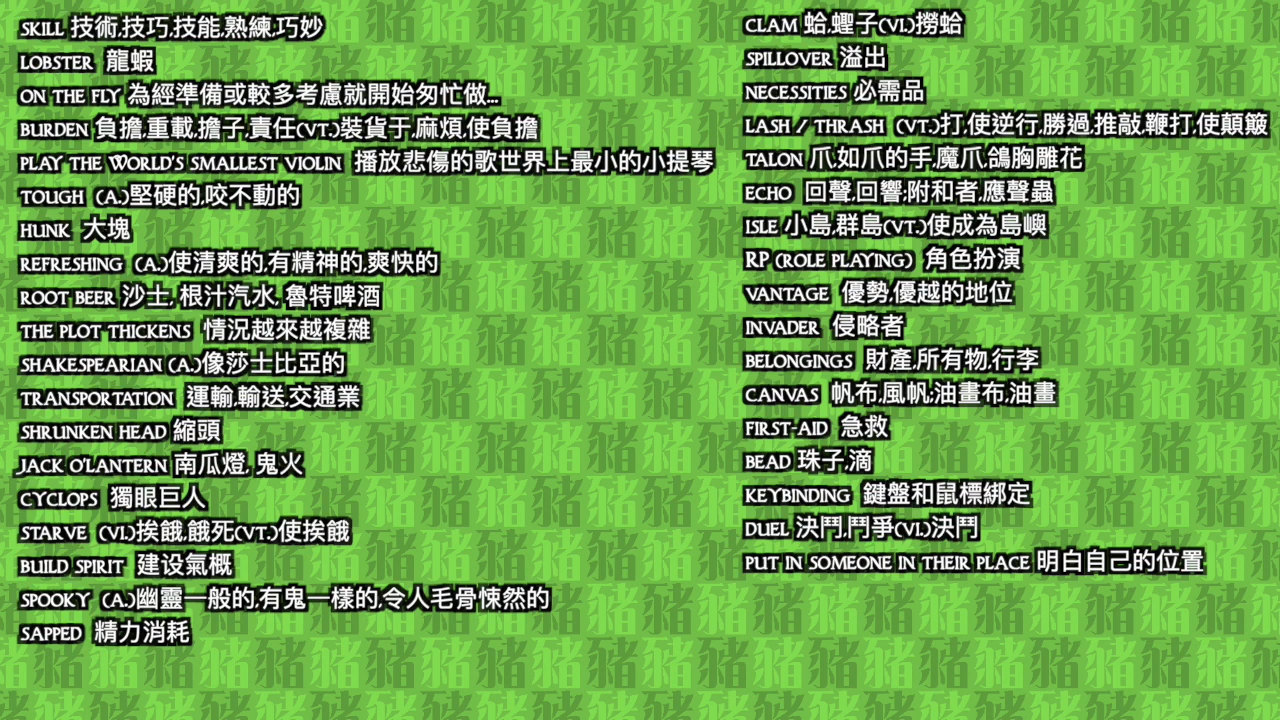 SKILL 技術,技巧,技能,熟練,巧妙
LOBSTER 龍蝦
ON THE FLY 為經準備或較多考慮就開始匆忙做...
BURDEN 負擔,重載,擔子,責任(VT.)裝貨于,麻煩,使負擔
PLAY THE WORLD'S SMALLEST VIOLIN 播放悲傷的歌世界上最小的小提琴
TOUGH (A.)堅硬的,咬不動的
HUNK 大塊
REFRESHING (A.)使清爽的,有精神的,爽快的
ROOT BEER 沙士, 根汁汽水, 魯特啤酒
THE PLOT THICKENS 情況越來越複雜
SHAKESPEARIAN (A.)像莎士比亞的
TRANSPORTATION 運輸,輸送,交通業
SHRUNKEN HEAD 縮頭
JACK O'LANTERN 南瓜燈, 鬼火
CYCLOPS 獨眼巨人
STARVE (VI.)挨餓,餓死(VT.)使挨餓
BUILD SPIRIT 建设氣概
SPOOKY (A.)幽靈一般的,有鬼一樣的,令人毛骨悚然的
SAPPED 精力消耗
CLAM 蛤,蟶子(VI.)撈蛤
SPILLOVER 溢出
NECESSITIES 必需品
LASH / THRASH (VT.)打,使逆行,勝過,推敲,鞭打,使顛簸
TALON 爪,如爪的手,魔爪,鴿胸雕花
ECHO 回聲,回響;附和者,應聲蟲
ISLE 小島,群島(VT.)使成為島嶼
RP (ROLE PLAYING) 角色扮演
VANTAGE 優勢,優越的地位
INVADER 侵略者
BELONGINGS 財產,所有物,行李
CANVAS 帆布,風帆;油畫布,油畫
FIRST-AID 急救
BEAD 珠子,滴
KEYBINDING 鍵盤和鼠標綁定
DUEL 決鬥,鬥爭(VI.)決鬥
PUT IN SOMEONE IN THEIR PLACE 明白自己的位置